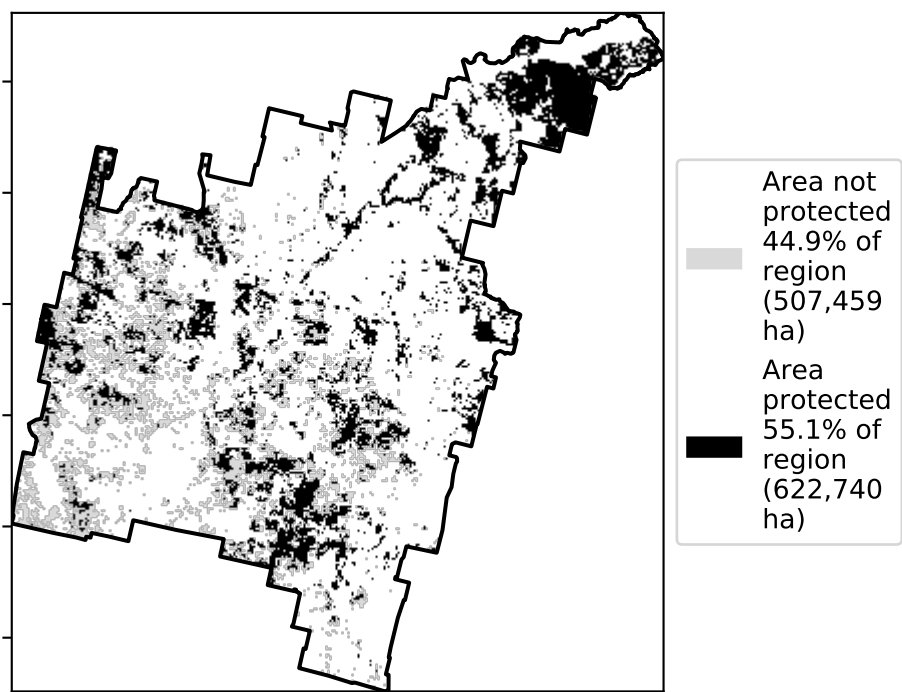 Area not
protected
44.9% of
region
(507,459
ha)
Area
protected
55.1% of
region
(622,740
ha)